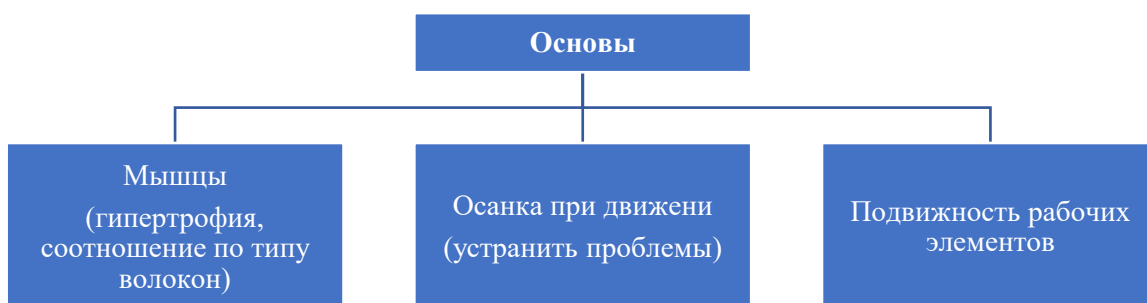 Основы
Мышцы
(гипертрофия,
соотношение по типу
волокон)
Осанка при движени
(устранить проблемы)
Подвижность рабочих
элементов